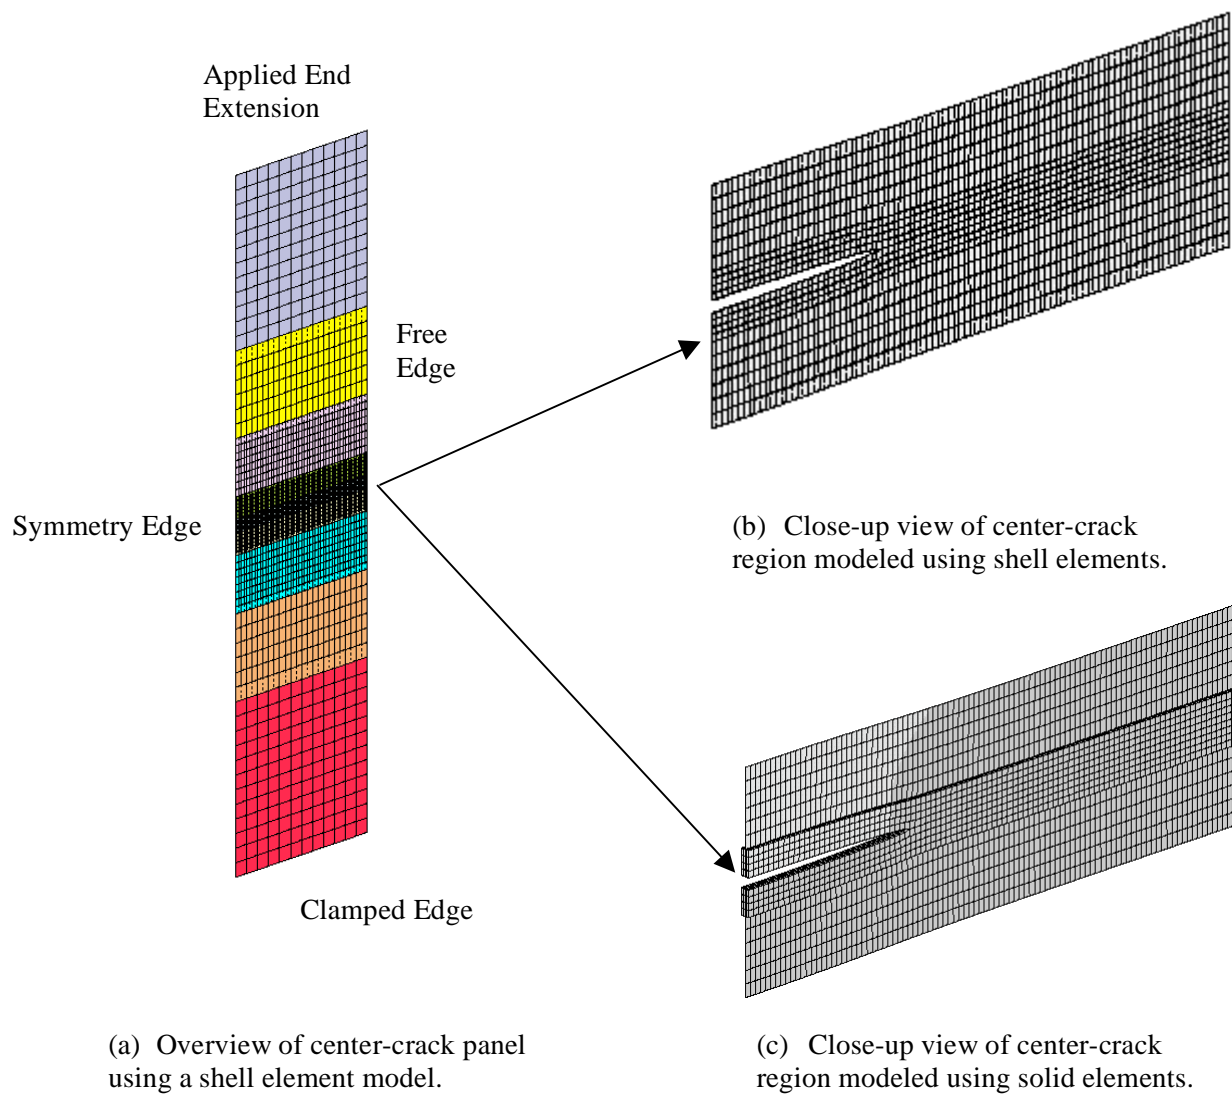 Applied End
Extension
Free
Edge
Symmetry Edge
Clamped Edge
(a) Overview of center-crack panel
using a shell element model.
(b) Close-up view of center-crack
region modeled using shell elements.
(c) Close-up view of center-crack
region modeled using solid elements.